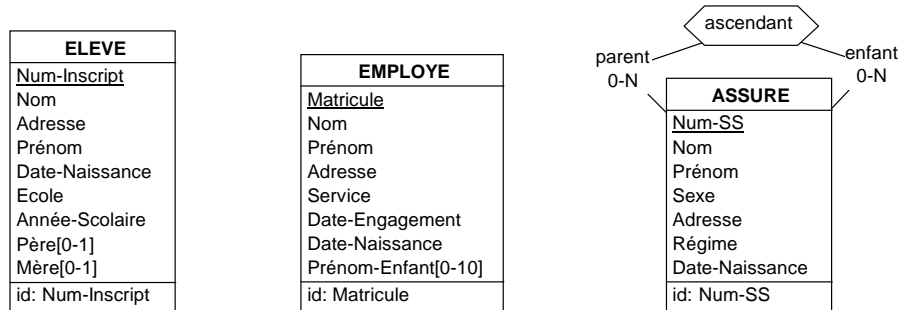 ELEVE
Num-Inscript
Nom
Adresse
Prénom
Date-Naissance
Ecole
Année-Scolaire
Père[0-1]
Mère[0-1]
id: Num-Inscript
EMPLOYE
Matricule
Nom
Prénom
Adresse
Service
Date-Engagement
Date-Naissance
Prénom-Enfant[0-10]
id: Matricule
ascendant
parent
0-N
enfant
0-N
ASSURE
Num-SS
Nom
Prénom
Sexe
Adresse
Régime
Date-Naissance
id: Num-SS